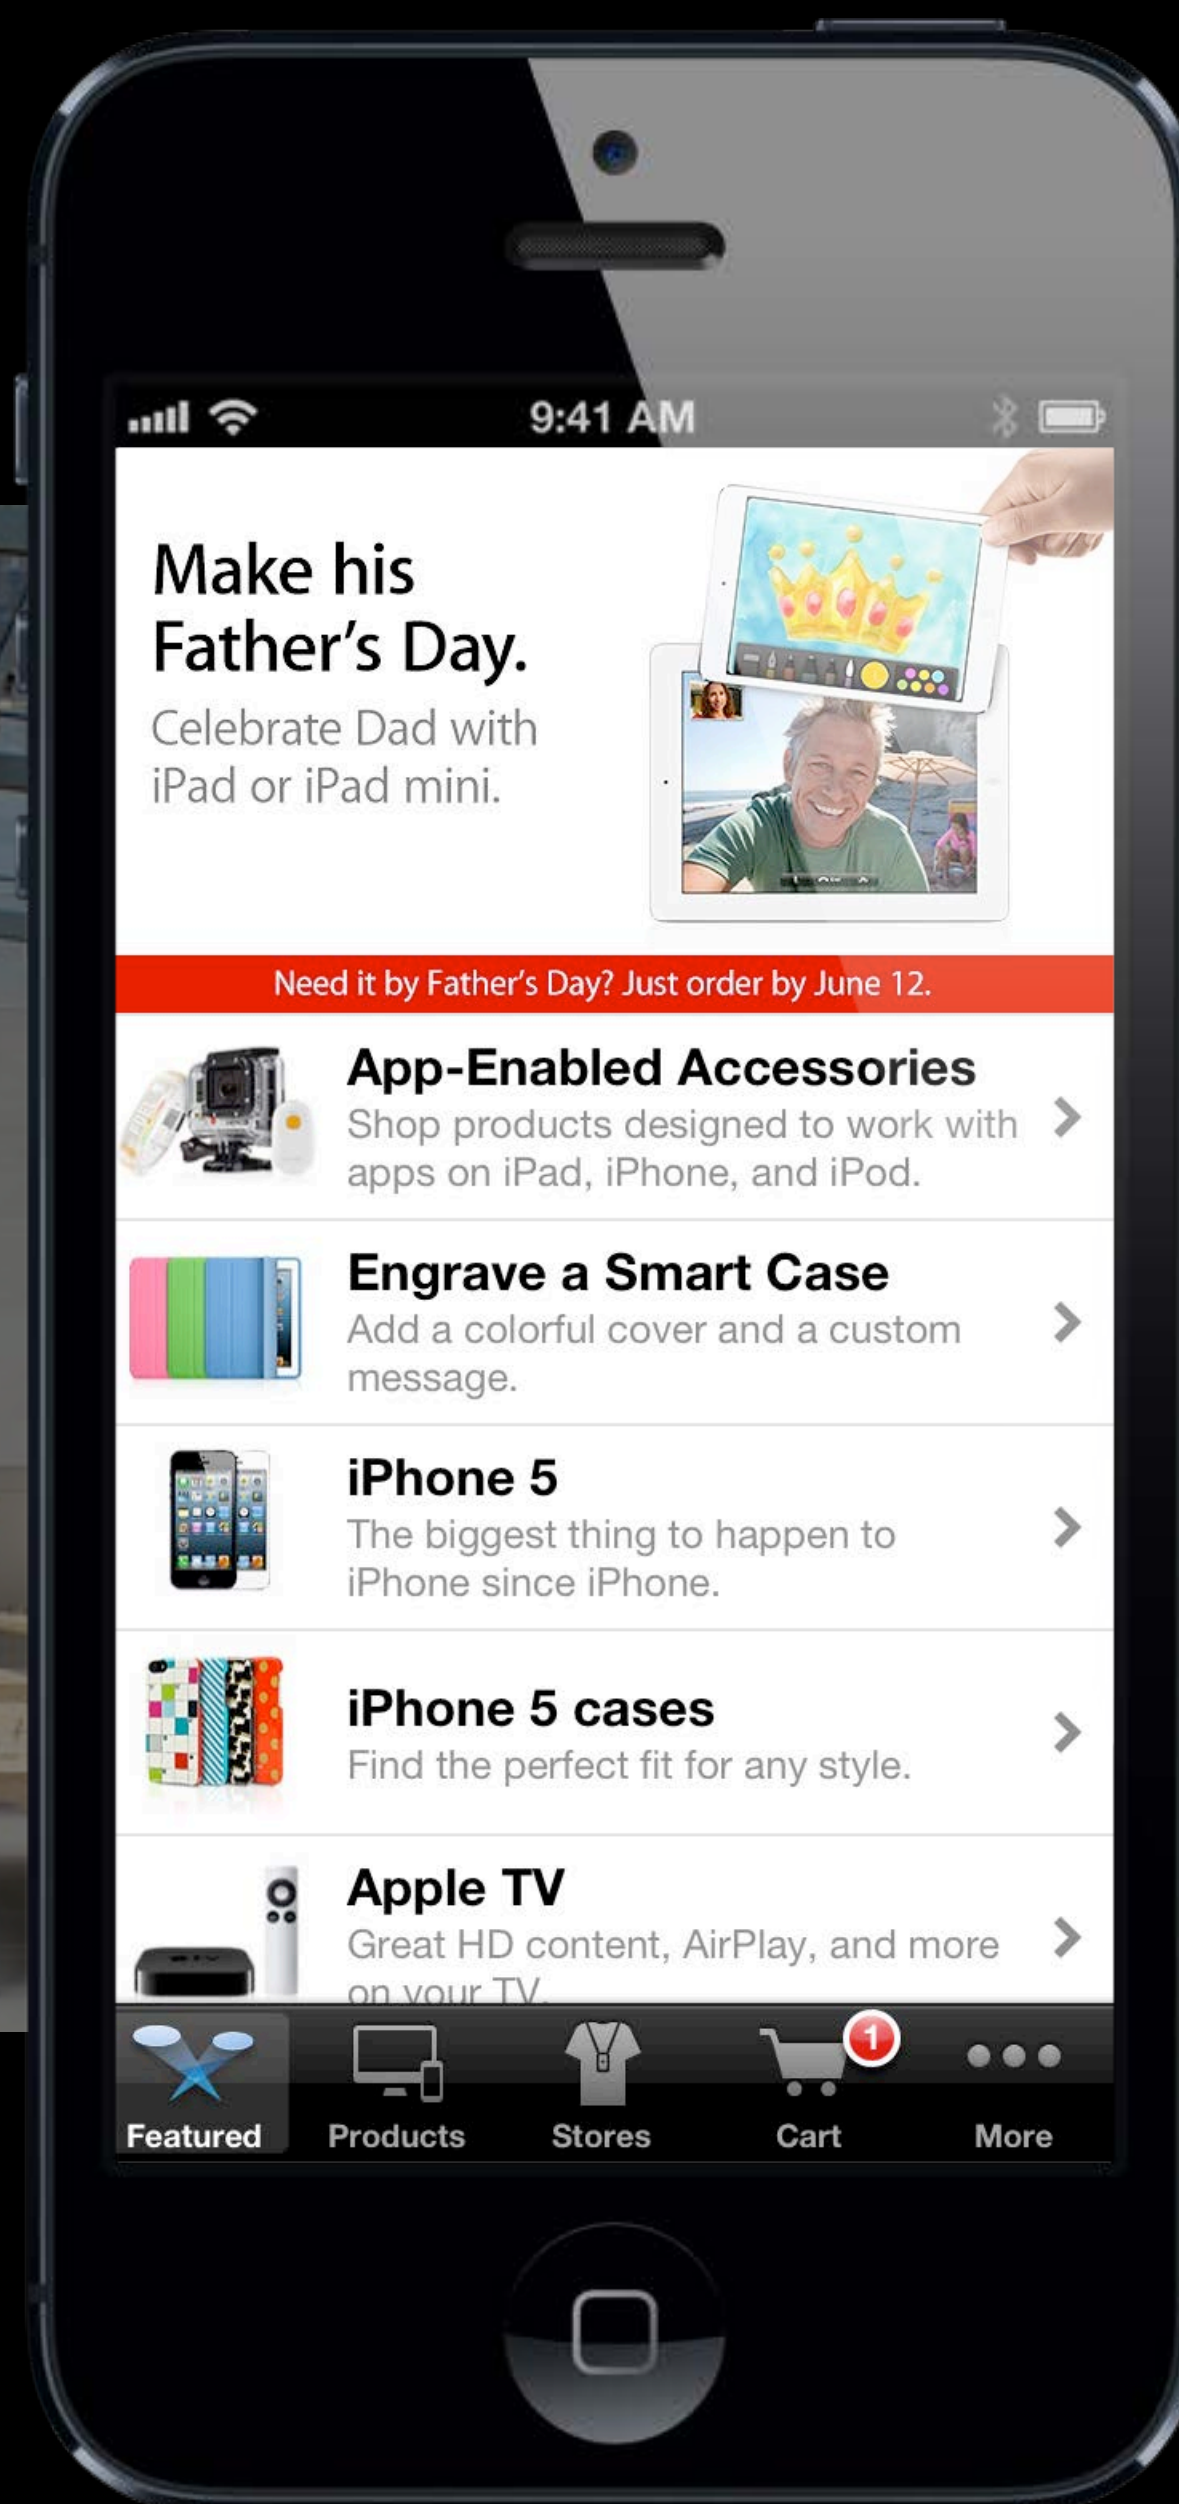 9:41 AM
Make his
Father's Day.
Celebrate Dad with
iPad or iPad mini.
Need it by Father's Day? Just order by June 12.
App-Enabled Accessories
Shop products designed to work with
apps on iPad, iPhone, and iPod.
Engrave a Smart Case
Add a colorful cover and a custom
message.
iPhone 5
The biggest thing to happen to
iPhone since iPhone.
iPhone 5 cases
Find the perfect fit for any style.
Apple TV
Great HD content, AirPlay, and more
on your TV.
1
Featured
Products
Stores
Cart
More